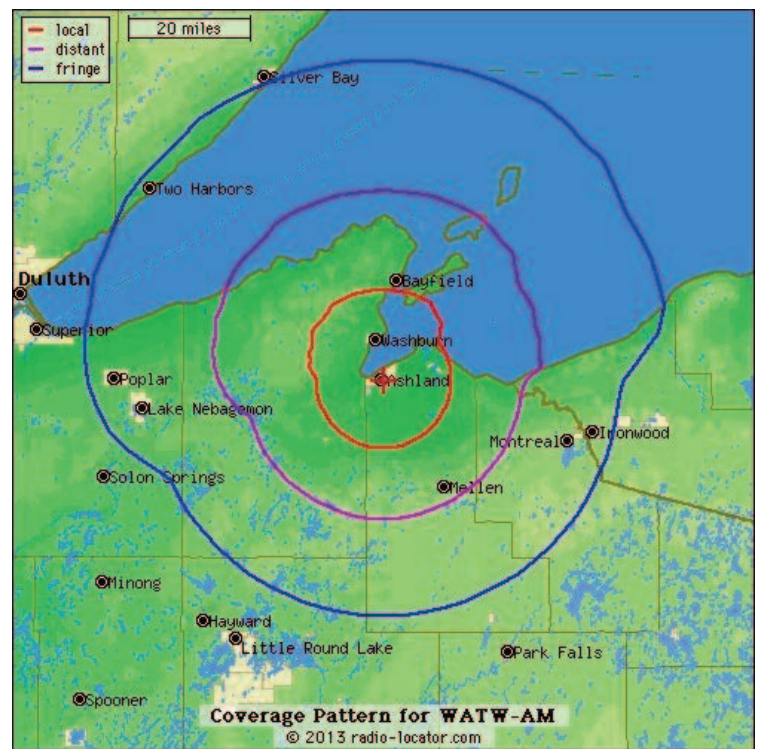 local
distant
fringe
20 miles
Silver Bay
Two Harbors
Duluth
Bayfield
Superior
Washburn
Poplar
Ashland
Lake Nebagamon
Ironwood
Montreal
Solon Springs
Mellen
Minong
Hayward
Little Round Lake
Park Falls
Spooner
Coverage Pattern for WATW-AM
© 2013 radio-locator.com